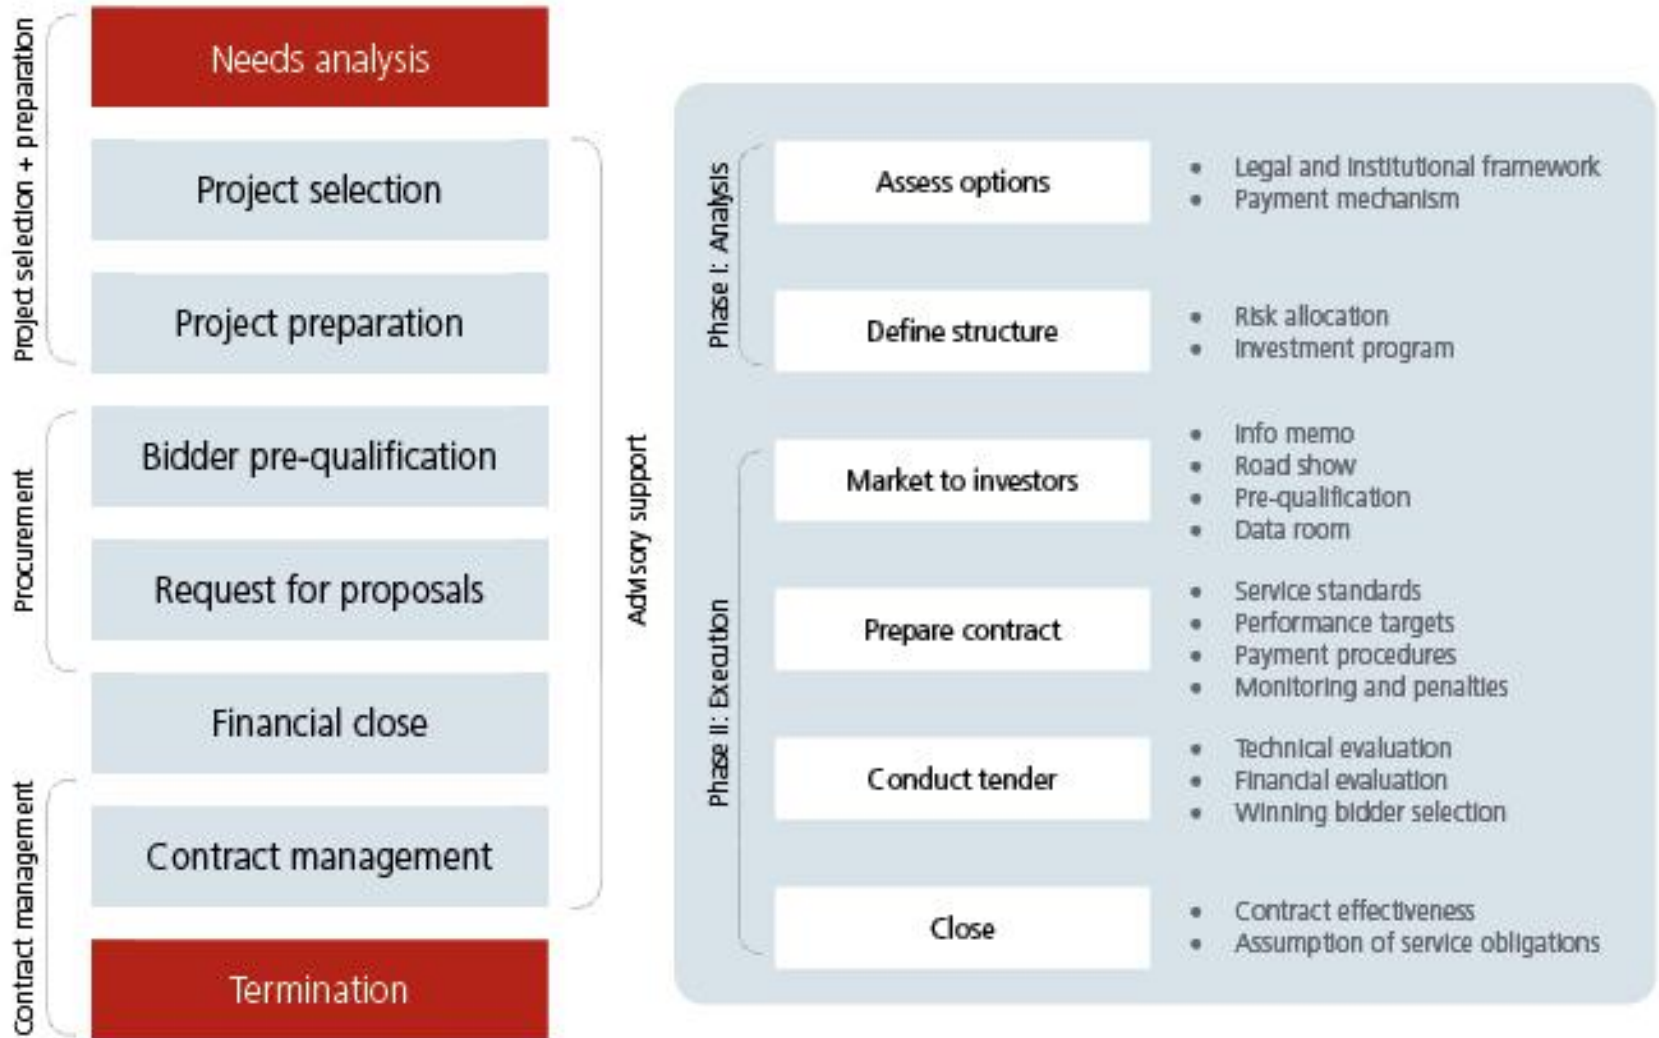 Project selection + preparation
Needs analysis
Project selection
Project preparation
Procurement
Bidder pre-qualification
Request for proposals
Financial close
Contract management
Contract management
Termination
Advisory support
Phase I: Analysis
Assess options
• Legal and institutional framework
• Payment mechanism
Define structure
• Risk allocation
• Investment program
Phase II: Execution
Market to investors
• Info memo
• Road show
• Pre-qualification
• Data room
Prepare contract
• Service standards
• Performance targets
• Payment procedures
• Monitoring and penalties
Conduct tender
• Technical evaluation
• Financial evaluation
• Winning bidder selection
Close
• Contract effectiveness
• Assumption of service obligations